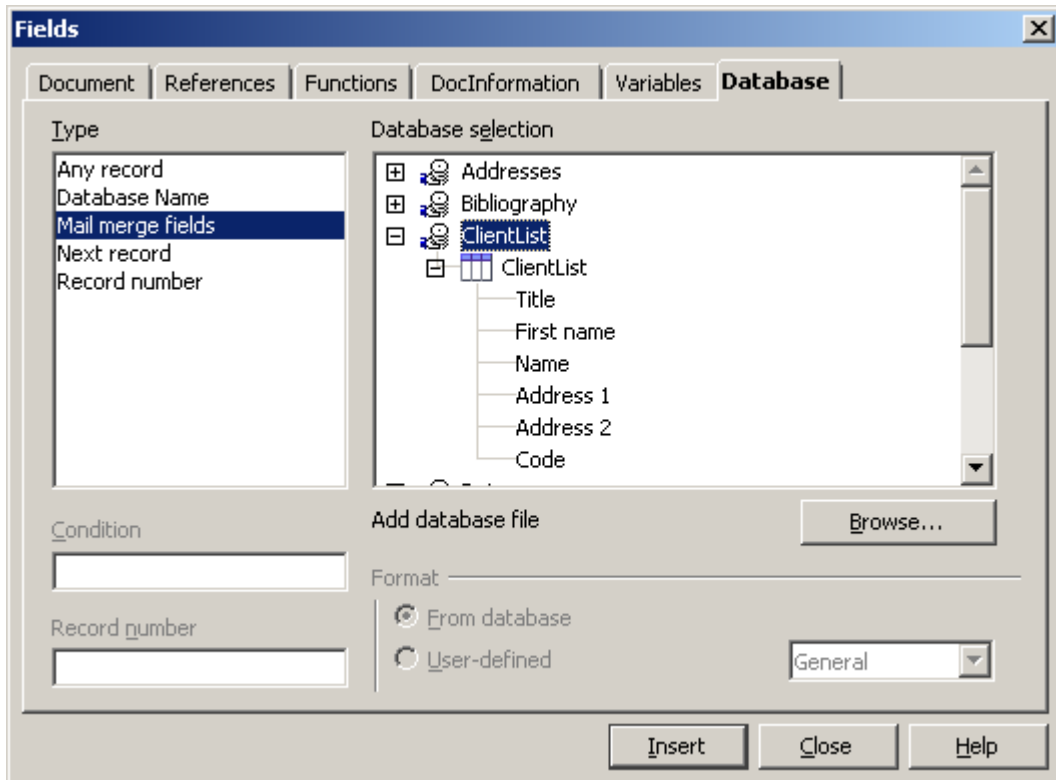 Fields
Document References Functions DocInformation Variables Database
Type
Database selection
Any record
Database Name
Mail merge fields
Next record
Record number
Addresses
Bibliography
ClientList
ClientList
Title
First name
Name
Address 1
Address 2
Code
Condition
Record number
Add database file
Browse...
Format
From database
User-defined
General
Insert Close Help